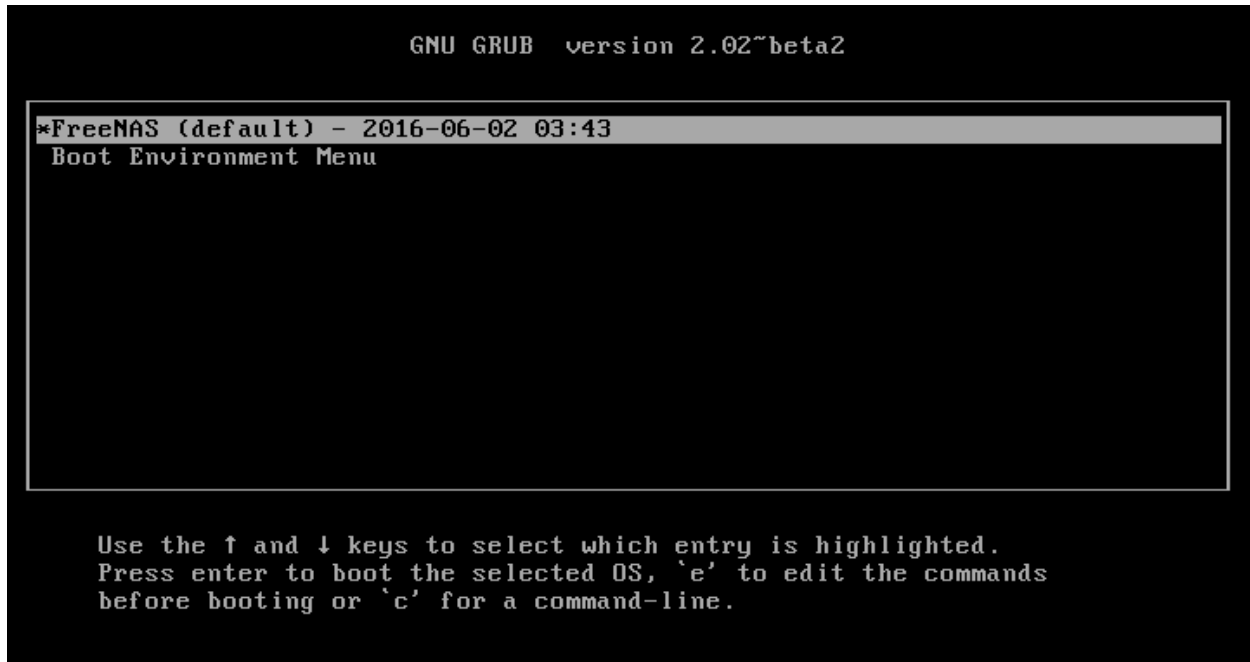 GNU GRUB  version 2.02~beta2
*FreeNAS (default) - 2016-06-02 03:43
Boot Environment Menu
Use the ↑ and ↓ keys to select which entry is highlighted.
Press enter to boot the selected OS, `e' to edit the commands
before booting or `c' for a command-line.